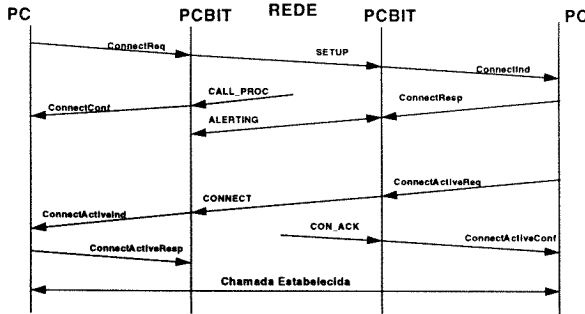 PC PCBIT REDE PCBIT PC
ConnectReq
SETUP
ConnectInd
CALL_PROC
ConnectConf
ConnectResp
ALERTING
ConnectActiveReq
CONNECT
ConnectActiveInd
CON_ACK
ConnectActiveConf
ConnectActiveResp
Chamada Estabelecida